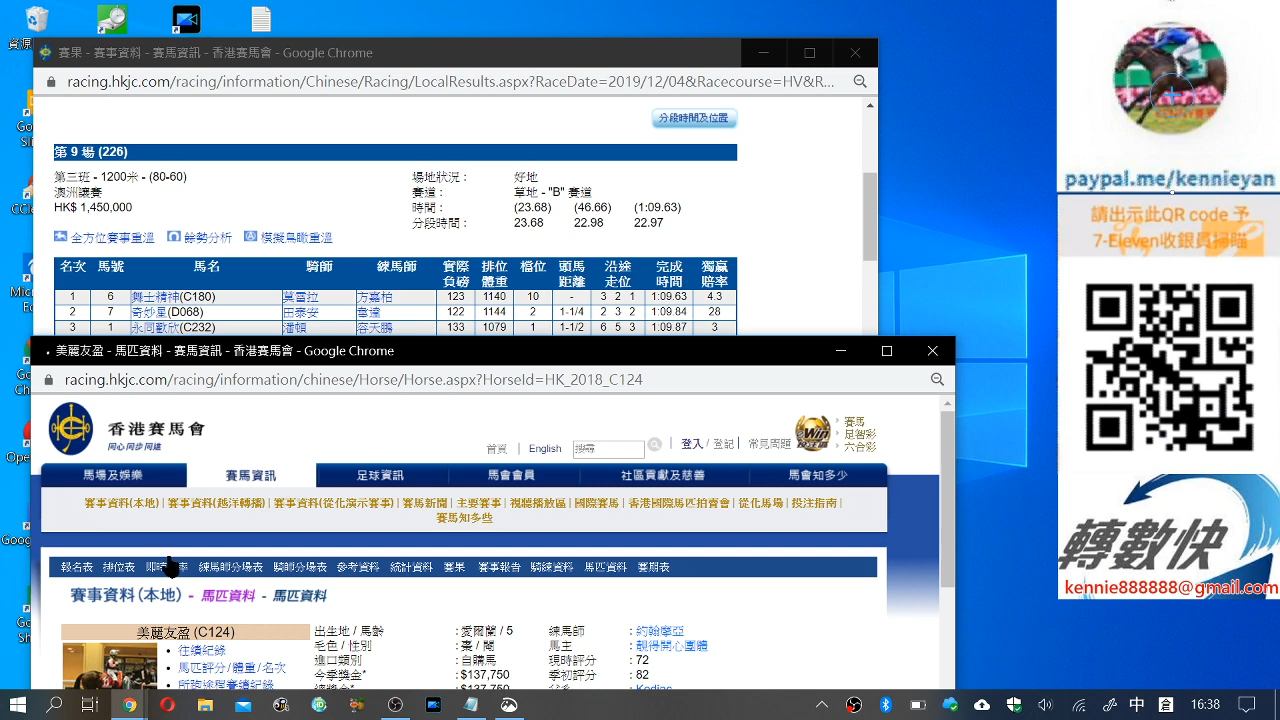 賽果 - 賽事資料 - 賽馬資訊 - 香港賽馬會 - Google Chrome
racing.hkjc.com/racing/information/Chinese/Racing/LocalResults.aspx?RaceDate=2019/12/04&Racecourse=HV&R...
分段時間及位置
第 9 場 (226)
第三班 - 1200米 - (80-60) 場地狀況 : 好地
澳洲讓賽 賽道 : 草地 - "B" 賽道
HK$ 1,450,000 時間 : (23.68) (46.66) (1:09.63)
分段時間 : 23.68 22.98 22.97
全方位賽事重溫 餘勢分析 模擬鳥瞰重溫
名次 馬號 馬名 騎師 練馬師 實際負磅 排位體重 檔位 頭馬距離 沿途走位 完成時間 獨贏賠率
1 6 舞士精神(C180) 莫雪拉 方嘉柏 123 1140 10 - 3 2 1 1:09.63 4.3
2 7 奇妙星(D068) 田泰安 韋達 122 1144 2 1-1/4 2 3 2 1:09.84 28
3 1 永同歡欣(C232) 潘頓 容天鵬 133 1079 1 1-1/2 6 5 3 1:09.87 3
美麗友盈 - 馬匹資料 - 賽馬資訊 - 香港賽馬會 - Google Chrome
racing.hkjc.com/racing/information/chinese/Horse/Horse.aspx?HorseId=HK_2018_C124
香港賽馬會
同心同步同進
首頁 | English 搜尋 | 登入 / 登記 | 常見問題
賽馬
足智彩
六合彩
馬場及娛樂 賽馬資訊 足球資訊 馬會會員 社區貢獻及慈善 馬會知多少
賽事資料(本地) | 賽事資料(越洋轉播) | 賽事資料(從化演示賽事) | 賽馬新聞 | 主要賽事 | 視聽播放區 | 國際賽馬 | 香港國際馬匹拍賣會 | 從化馬場 | 投注指南 |
賽馬知多些
報名表 排位表 練馬師分場表 騎師分場表 參考資料 統計資料 賽果 賽事報告 騎練資料 馬匹資料 賽期表
賽事資料(本地) - 馬匹資料 - 馬匹資料
美麗友盈 (C124)
往績紀錄
馬匹評分/體重/名次
所跑途程賽績紀錄
出生地 / 馬齡 : 愛爾蘭 / 5 練馬師 : 約翰摩亞
毛色 / 性別 : 棗 / 閹 馬主 : 靚得開心團體
進口類別 : 自購馬 現時評分 : 72
今季獎金* : $137,750 季初評分 : 82
: $137,750 : Kodiac
paypal.me/kennieyan
請出示此QR code 予
7-Eleven收銀員掃瞄
轉數快
kennie888888@gmail.com
中
16:38